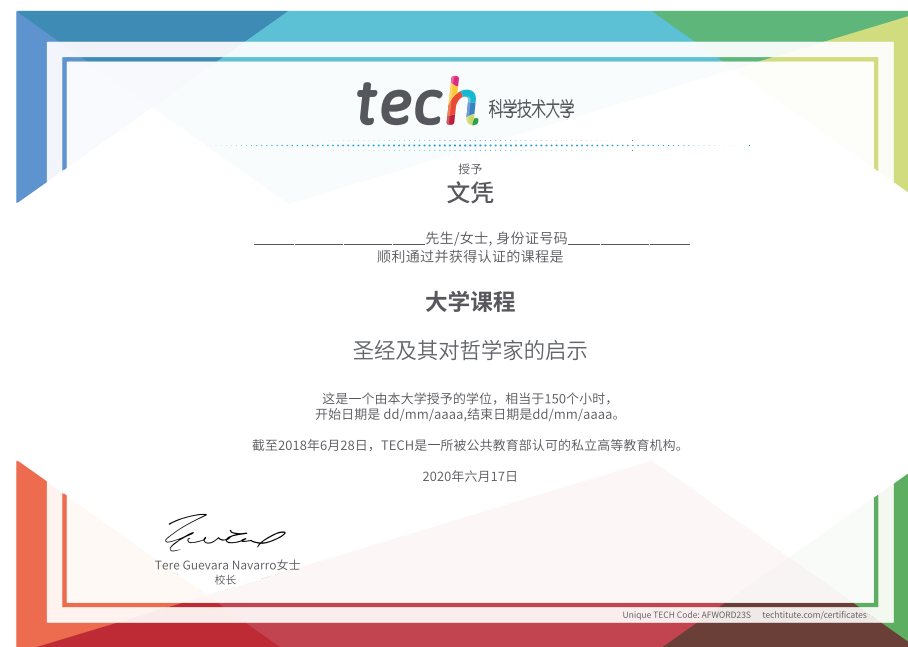 tech 科学技术大学
授予
文凭
______________________先生/女士, 身份证号码_______________
顺利通过并获得认证的课程是
大学课程
圣经及其对哲学家的启示
这是一个由本大学授予的学位，相当于150个小时，
开始日期是 dd/mm/aaaa,结束日期是dd/mm/aaaa。
截至2018年6月28日，TECH是一所被公共教育部认可的私立高等教育机构。
2020年六月17日
Tere Guevara Navarro女士
校长
Unique TECH Code: AFWORD23S techtitute.com/certificates